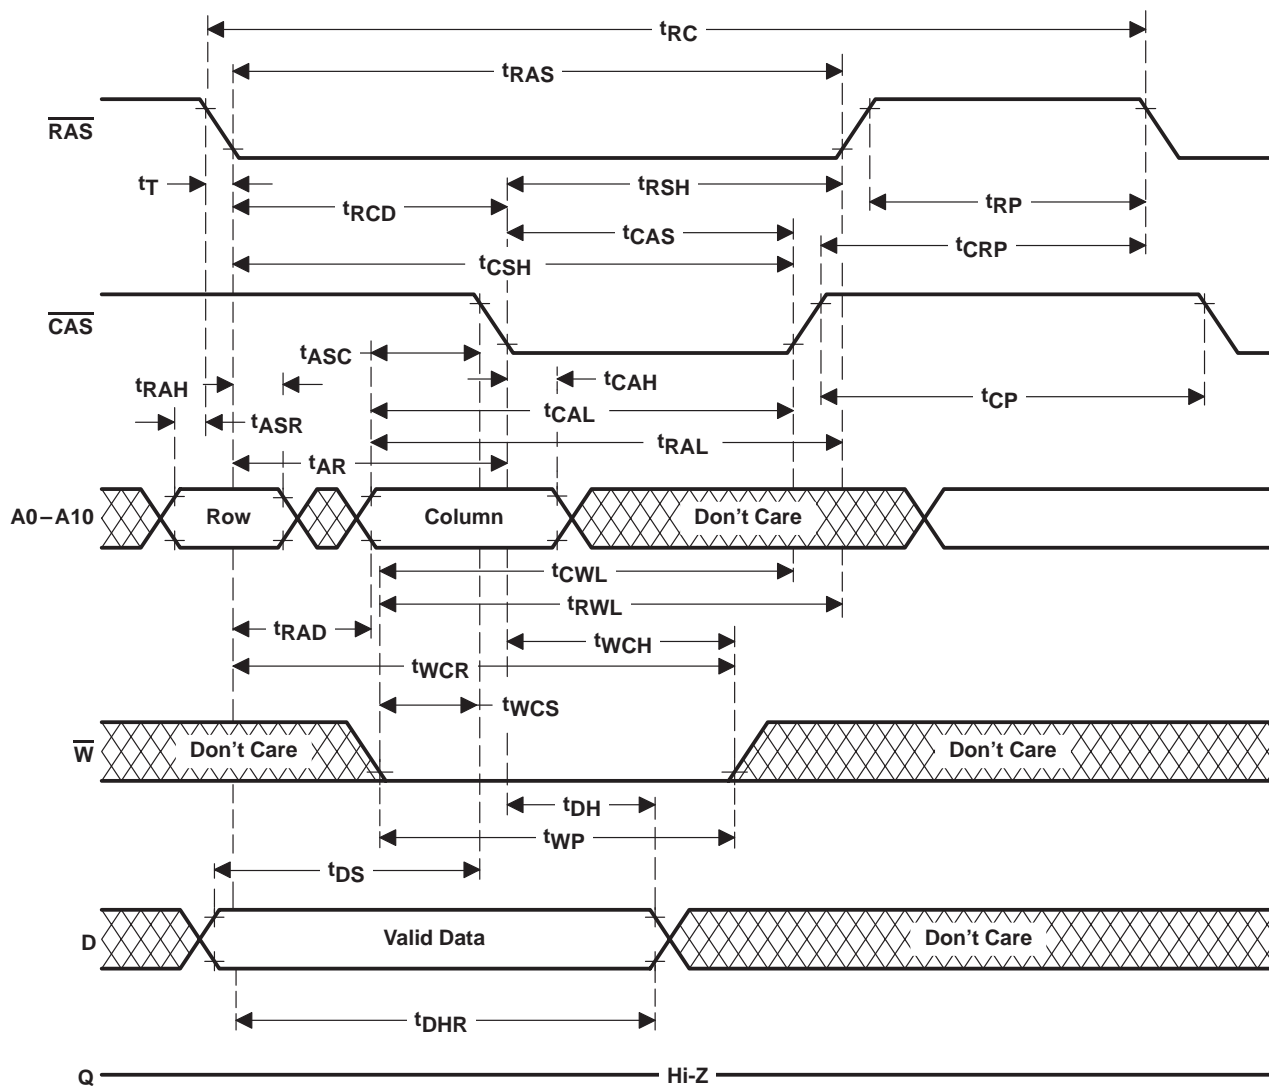 tRC
tRAS
RAS
tT
tRSH
tRCD
tRP
tCAS
tCRP
tCSH
CAS
tASC
tRAH
tCAH
tCP
tASR
tCAL
tRAL
tAR
A0–A10
Row
Column
Don't Care
tCWL
tRWL
tRAD
tWCH
tWCR
tWCS
W
Don't Care
Don't Care
tDH
tWP
tDS
D
Valid Data
Don't Care
tDHR
Q
Hi-Z